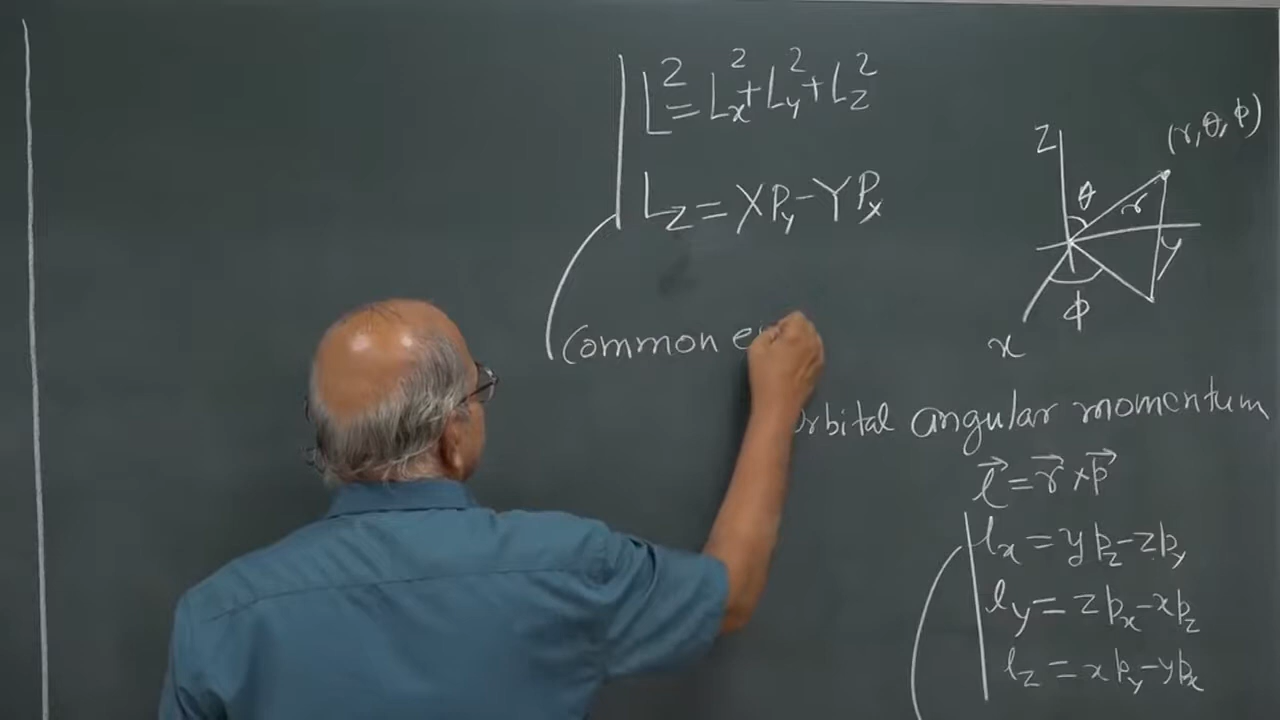 L² = Lx² + Ly² + Lz²
Lz = XPy - YPx
Common e
z
(r, θ, φ)
θ
r
y
φ
x
orbital angular momentum
l⃗ = r⃗ × p⃗
lx = y pz - z py
ly = z px - x pz
lz = x py - y px